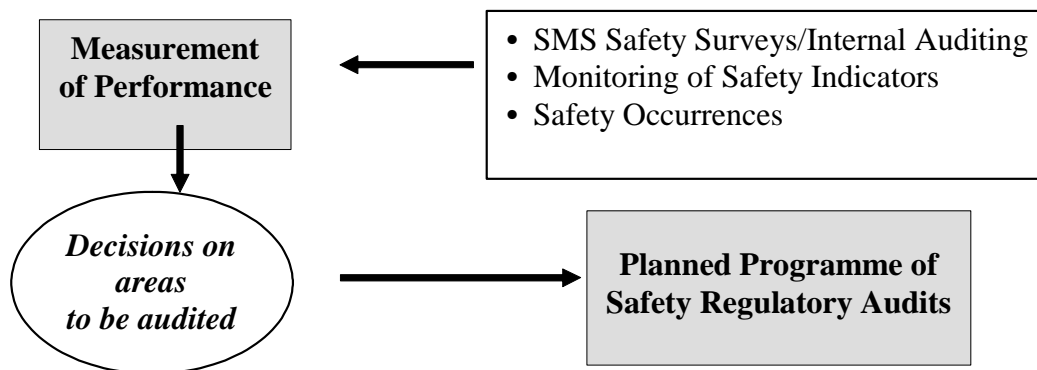 Measurement
of Performance
• SMS Safety Surveys/Internal Auditing
• Monitoring of Safety Indicators
• Safety Occurrences
Decisions on
areas
to be audited
Planned Programme of
Safety Regulatory Audits